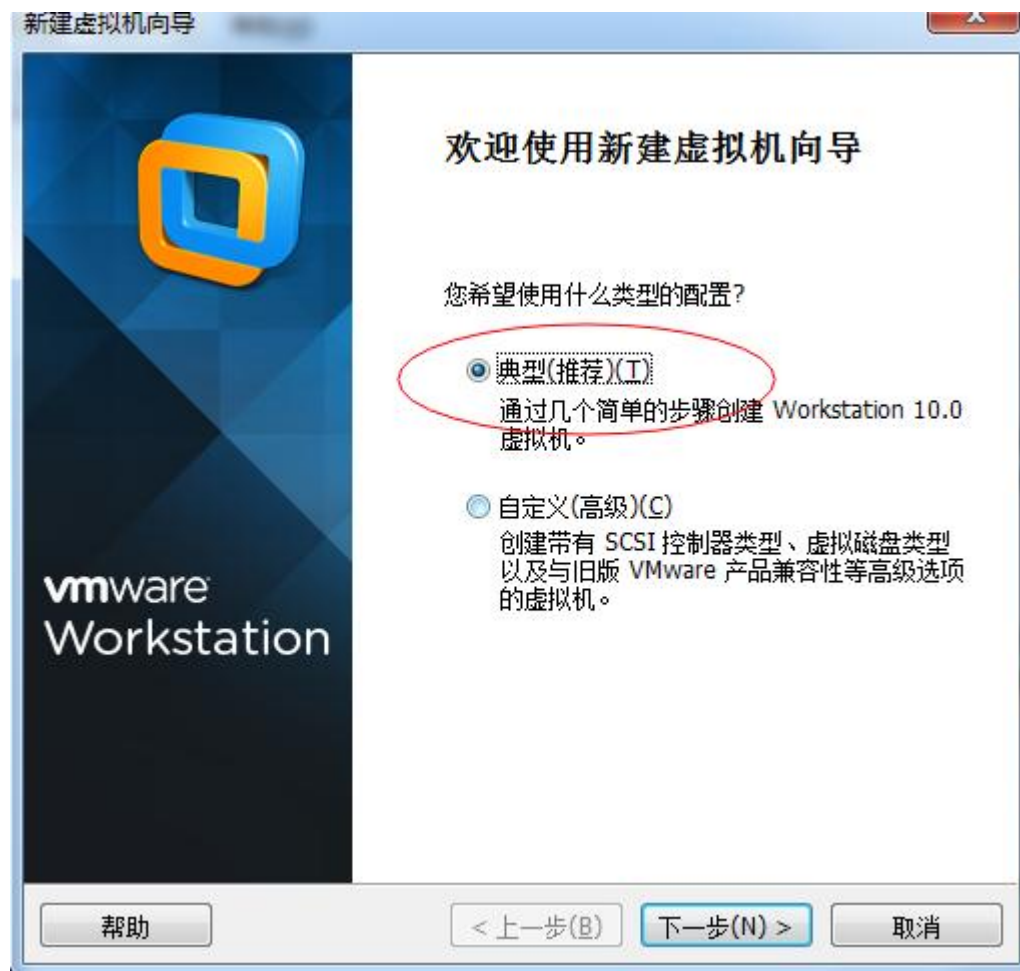 新建虚拟机向导
欢迎使用新建虚拟机向导
您希望使用什么类型的配置?
典型(推荐)(T)
通过几个简单的步骤创建 Workstation 10.0
虚拟机。
自定义(高级)(C)
创建带有 SCSI 控制器类型、虚拟磁盘类型
以及与旧版 VMware 产品兼容性等高级选项
的虚拟机。
vmware
Workstation
帮助
< 上一步(B)
下一步(N) >
取消